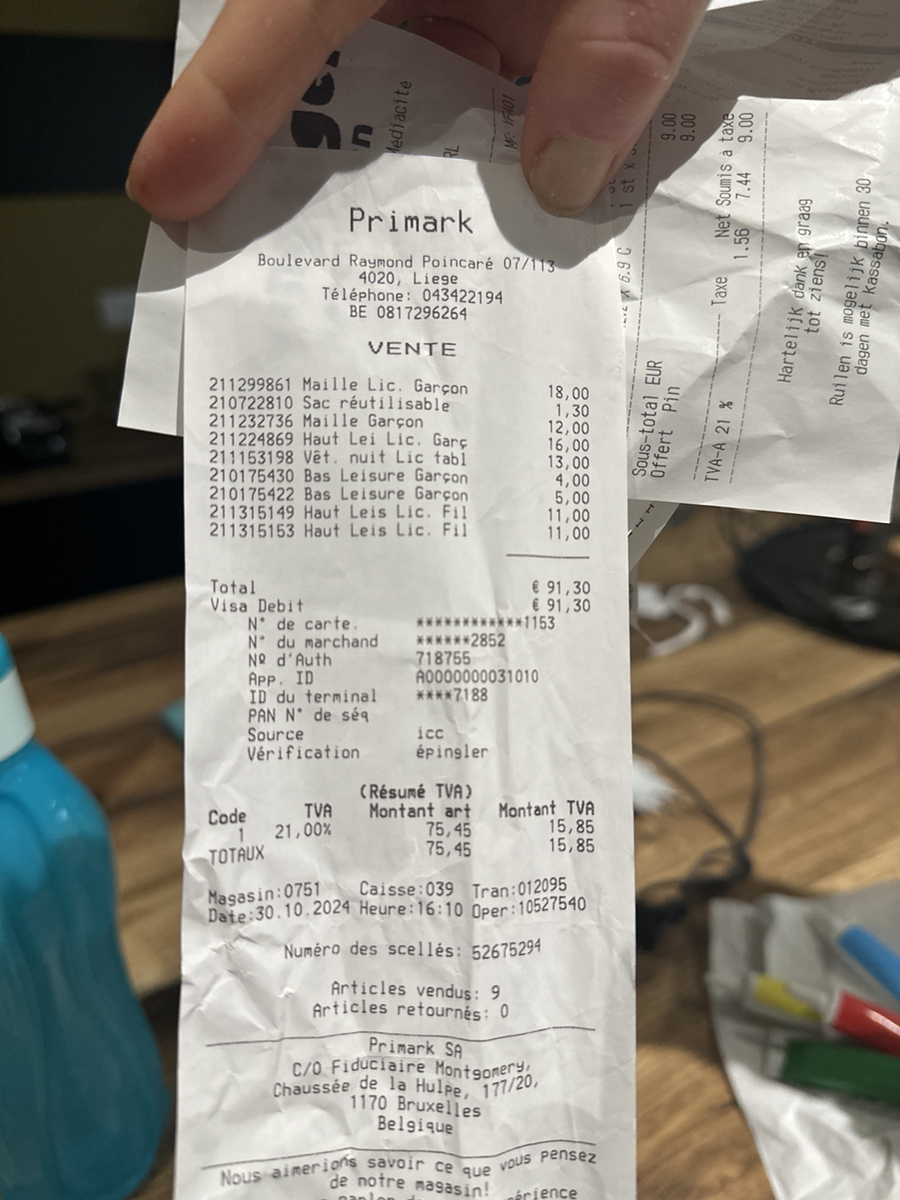 Primark
Boulevard Raymond Poincaré 07/113
4020, Liege
Téléphone: 043422194
BE 0817296264
VENTE
211299861 Maille Lic. Garçon 18,00
210722810 Sac réutilisable 1,30
211232736 Maille Garçon 12,00
211224869 Haut Lei Lic. Garç 16,00
211153198 Vêt. nuit Lic tabl 13,00
210175430 Bas Leisure Garçon 4,00
210175422 Bas Leisure Garçon 5,00
211315149 Haut Leis Lic. Fil 11,00
211315153 Haut Leis Lic. Fil 11,00
Total € 91,30
Visa Debit € 91,30
N° de carte. ************1153
N° du marchand ******2852
Nº d'Auth 718755
App. ID A0000000031010
ID du terminal ****7188
PAN N° de séq
Source icc
Vérification épingler
(Résumé TVA)
Code TVA Montant art Montant TVA
1 21,00% 75,45 15,85
TOTAUX 75,45 15,85
Magasin:0751 Caisse:039 Tran:012095
Date:30.10.2024 Heure:16:10 Oper:10527540
Numéro des scellés: 52675294
Articles vendus: 9
Articles retournés: 0
Primark SA
C/O Fiduciaire Montgomery,
Chaussée de la Hulpe, 177/20,
1170 Bruxelles
Belgique
Nous aimerions savoir ce que vous pensez
de notre magasin!
Médiacité
1 st x
9.00
9.00
Sous-total EUR
Offert Pin
Taxe Net Soumis à taxe
TVA-A 21 % 1.56 7.44 9.00
Hartelijk dank en graag
tot ziens!
Ruilen is mogelijk binnen 30
dagen met kassabon.